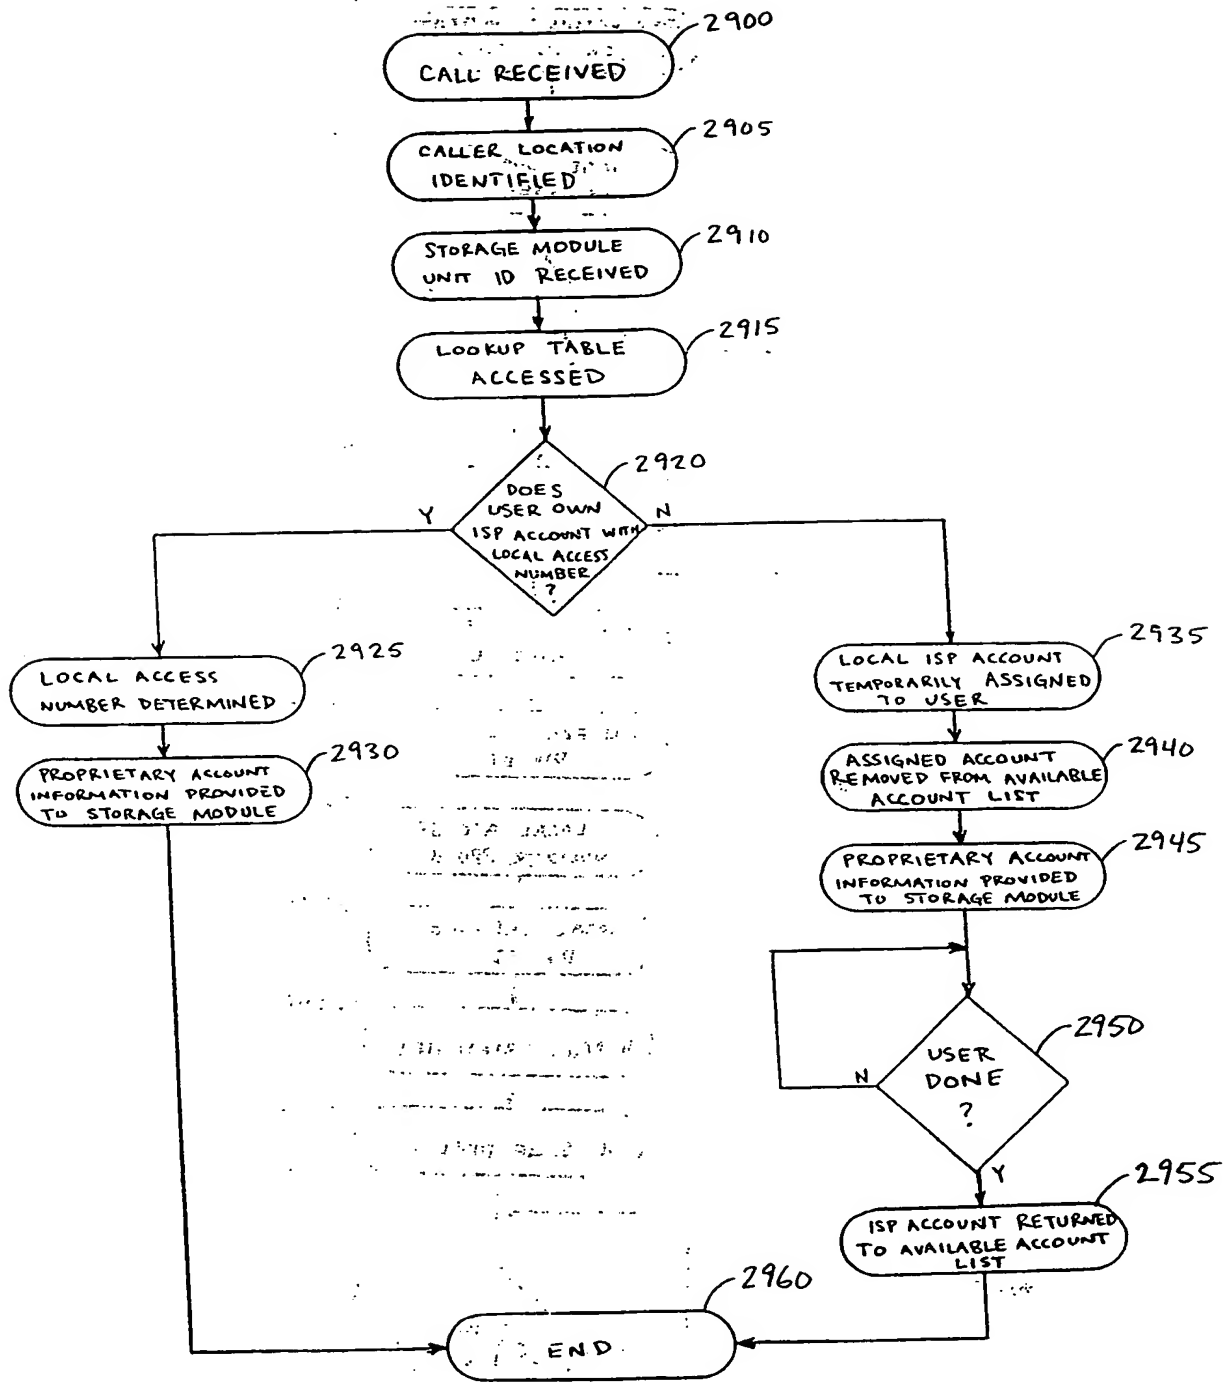 2900
CALL RECEIVED
2905
CALLER LOCATION
IDENTIFIED
2910
STORAGE MODULE
UNIT ID RECEIVED
2915
LOOKUP TABLE
ACCESSED
2920
DOES
USER OWN
ISP ACCOUNT WITH
LOCAL ACCESS
NUMBER
?
Y
N
2925
LOCAL ACCESS
NUMBER DETERMINED
2930
PROPRIETARY ACCOUNT
INFORMATION PROVIDED
TO STORAGE MODULE
2935
LOCAL ISP ACCOUNT
TEMPORARILY ASSIGNED
TO USER
2940
ASSIGNED ACCOUNT
REMOVED FROM AVAILABLE
ACCOUNT LIST
2945
PROPRIETARY ACCOUNT
INFORMATION PROVIDED
TO STORAGE MODULE
2950
USER
DONE
?
N
Y
2955
ISP ACCOUNT RETURNED
TO AVAILABLE ACCOUNT
LIST
2960
END